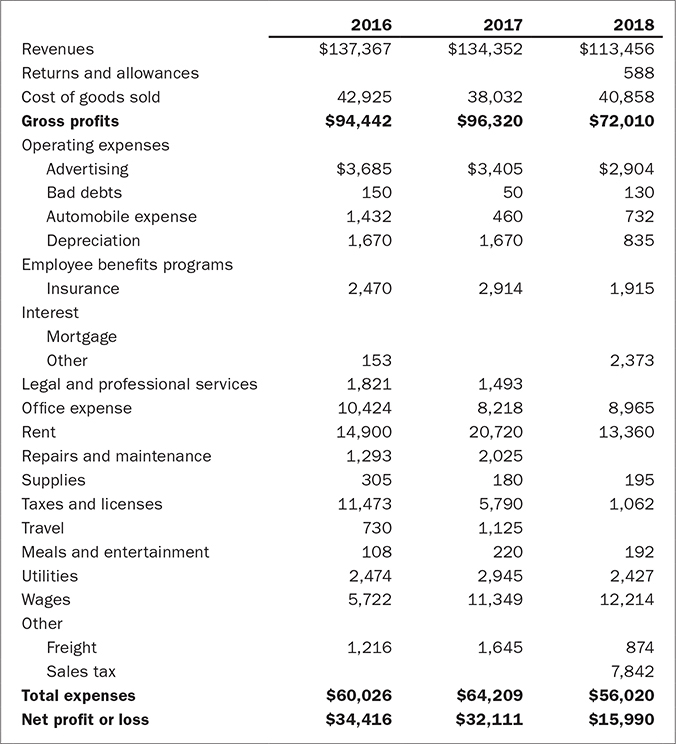 2016 2017 2018
Revenues $137,367 $134,352 $113,456
Returns and allowances 588
Cost of goods sold 42,925 38,032 40,858
Gross profits $94,442 $96,320 $72,010
Operating expenses
Advertising $3,685 $3,405 $2,904
Bad debts 150 50 130
Automobile expense 1,432 460 732
Depreciation 1,670 1,670 835
Employee benefits programs
Insurance 2,470 2,914 1,915
Interest
Mortgage
Other 153 2,373
Legal and professional services 1,821 1,493
Office expense 10,424 8,218 8,965
Rent 14,900 20,720 13,360
Repairs and maintenance 1,293 2,025
Supplies 305 180 195
Taxes and licenses 11,473 5,790 1,062
Travel 730 1,125
Meals and entertainment 108 220 192
Utilities 2,474 2,945 2,427
Wages 5,722 11,349 12,214
Other
Freight 1,216 1,645 874
Sales tax 7,842
Total expenses $60,026 $64,209 $56,020
Net profit or loss $34,416 $32,111 $15,990